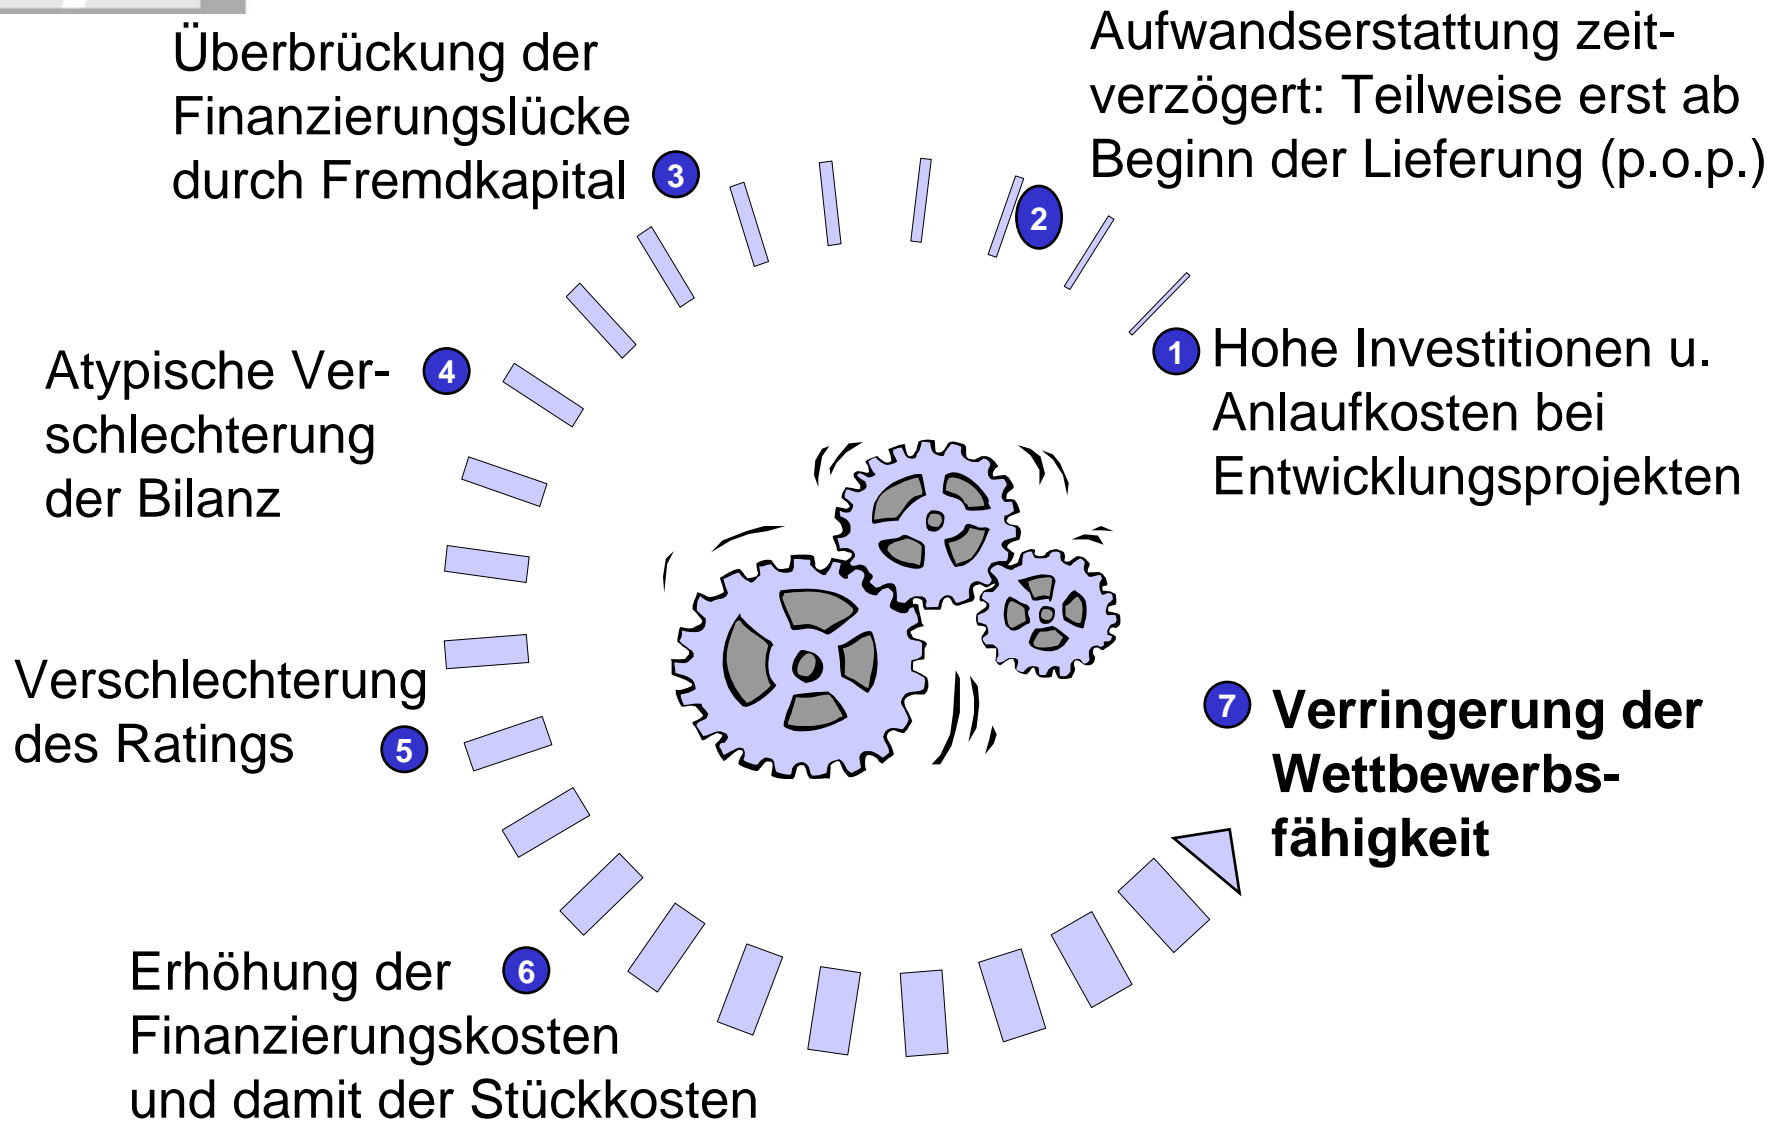 Überbrückung der
Finanzierungslücke
durch Fremdkapital
3
Aufwandserstattung zeit-
verzögert: Teilweise erst ab
Beginn der Lieferung (p.o.p.)
2
1
Hohe Investitionen u.
Anlaufkosten bei
Entwicklungsprojekten
Atypische Ver-
schlechterung
der Bilanz
4
Verschlechterung
des Ratings
5
7
Verringerung der
Wettbewerbs-
fähigkeit
Erhöhung der
Finanzierungskosten
und damit der Stückkosten
6